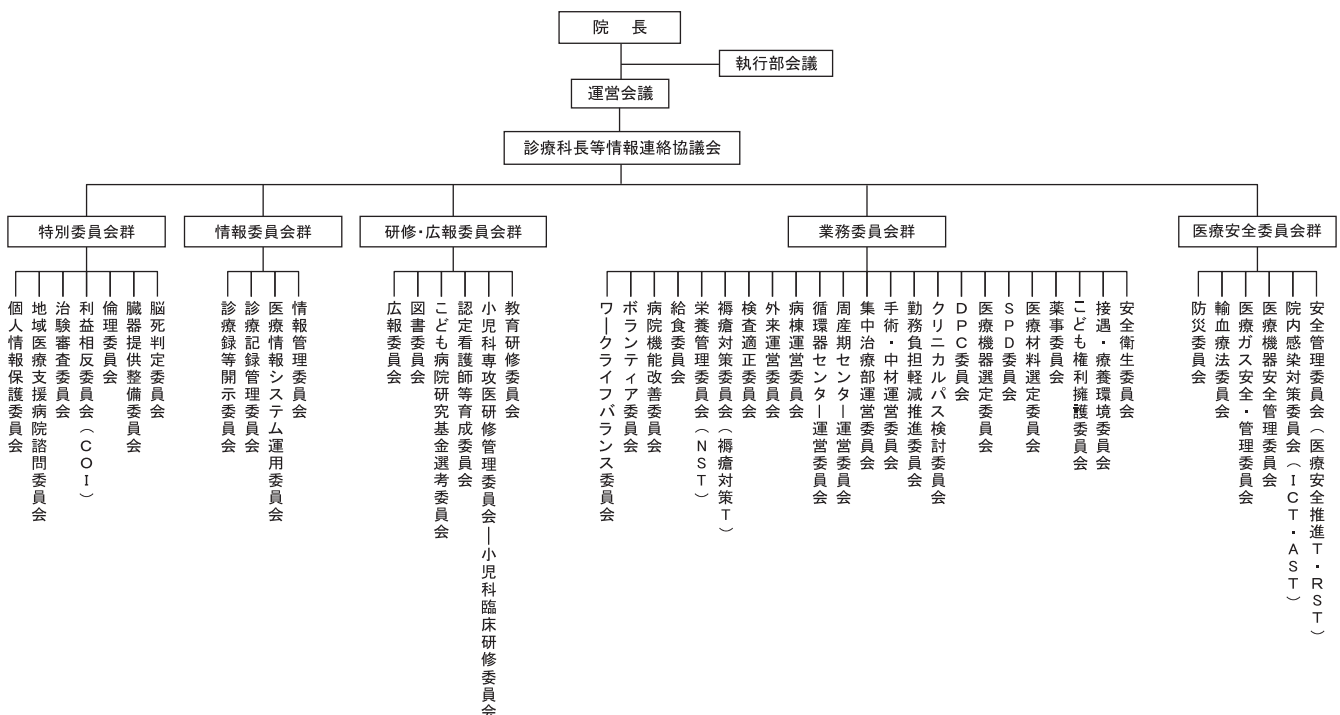 院　長
執行部会議
運営会議
診療科長等情報連絡協議会
特別委員会群
情報委員会群
研修・広報委員会群
業務委員会群
医療安全委員会群
個人情報保護委員会
地域医療支援病院諮問委員会
治験審査委員会
利益相反委員会（ＣＯＩ）
倫理委員会
臓器提供整備委員会
脳死判定委員会
診療録等開示委員会
診療記録管理委員会
医療情報システム運用委員会
情報管理委員会
広報委員会
図書委員会
こども病院研究基金選考委員会
認定看護師等育成委員会
小児科専攻医研修管理委員会
小児科臨床研修委員会
教育研修委員会
ワークライフバランス委員会
ボランティア委員会
病院機能改善委員会
給食委員会
栄養管理委員会（ＮＳＴ）
褥瘡対策委員会（褥瘡対策Ｔ）
検査適正委員会
外来運営委員会
病棟運営委員会
循環器センター運営委員会
周産期センター運営委員会
集中治療部運営委員会
手術・中材運営委員会
勤務負担軽減推進委員会
クリニカルパス検討委員会
ＤＰＣ委員会
医療機器選定委員会
ＳＰＤ委員会
医療材料選定委員会
薬事委員会
こども権利擁護委員会
接遇・療養環境委員会
安全衛生委員会
防災委員会
輸血療法委員会
医療ガス安全・管理委員会
医療機器安全管理委員会
院内感染対策委員会（ＩＣＴ・ＡＳＴ）
安全管理委員会（医療安全推進Ｔ・ＲＳＴ）